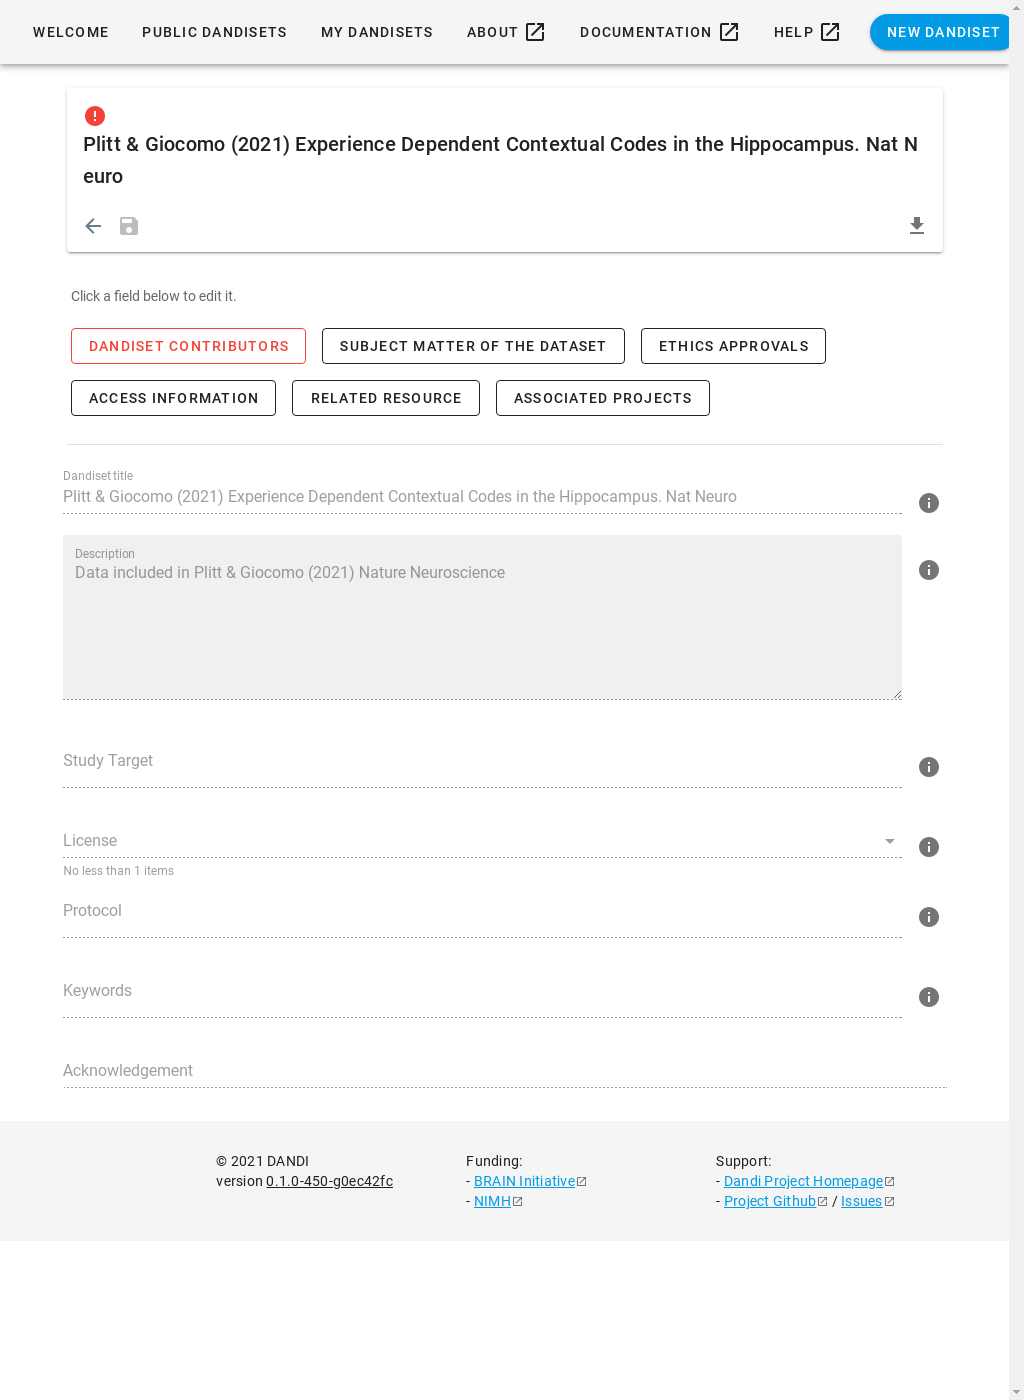 WELCOME PUBLIC DANDISETS MY DANDISETS ABOUT DOCUMENTATION HELP NEW DANDISET
Plitt & Giocomo (2021) Experience Dependent Contextual Codes in the Hippocampus. Nat N
euro
Click a field below to edit it.
DANDISET CONTRIBUTORS SUBJECT MATTER OF THE DATASET ETHICS APPROVALS
ACCESS INFORMATION RELATED RESOURCE ASSOCIATED PROJECTS
Dandiset title
Plitt & Giocomo (2021) Experience Dependent Contextual Codes in the Hippocampus. Nat Neuro
Description
Data included in Plitt & Giocomo (2021) Nature Neuroscience
Study Target
License
No less than 1 items
Protocol
Keywords
Acknowledgement
© 2021 DANDI
version 0.1.0-450-g0ec42fc
Funding:
- BRAIN Initiative
- NIMH
Support:
- Dandi Project Homepage
- Project Github / Issues